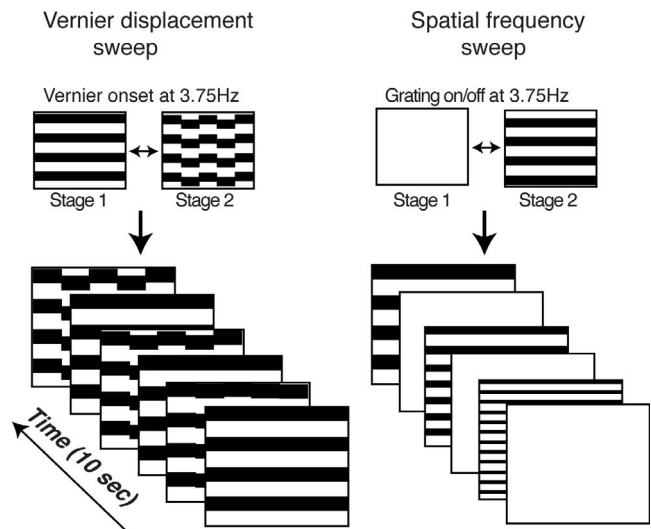 Vernier displacement
sweep
Vernier onset at 3.75Hz
Stage 1
Stage 2
Time (10 sec)
Spatial frequency
sweep
Grating on/off at 3.75Hz
Stage 1
Stage 2